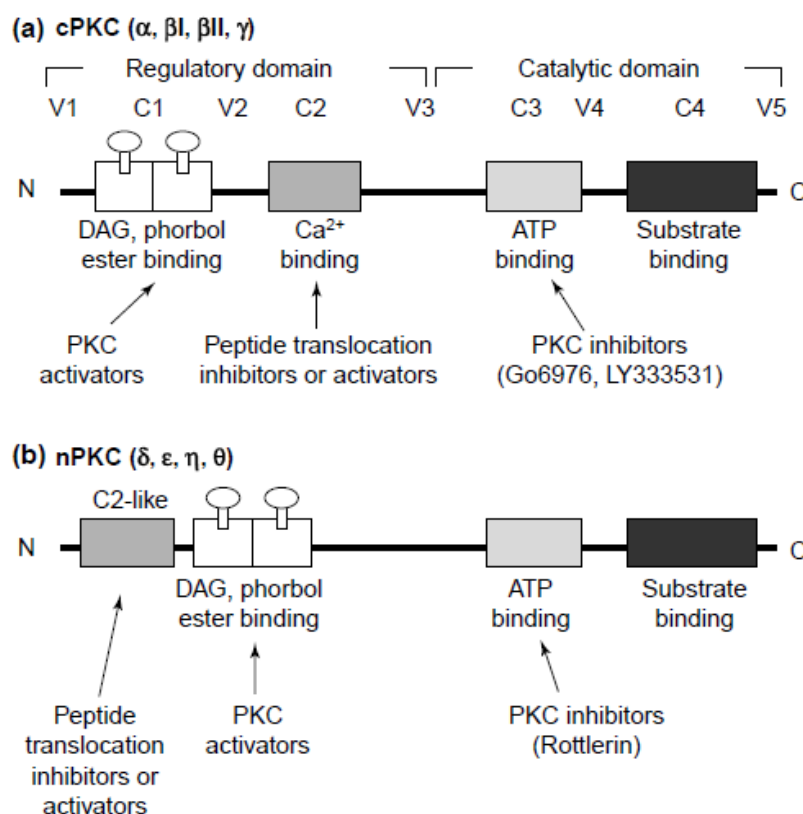 (a) cPKC (α, βI, βII, γ)
Regulatory domain Catalytic domain
V1 C1 V2 C2 V3 C3 V4 C4 V5
N C
DAG, phorbol
ester binding
Ca²⁺
binding
ATP
binding
Substrate
binding
PKC
activators
Peptide translocation
inhibitors or activators
PKC inhibitors
(Go6976, LY333531)
(b) nPKC (δ, ε, η, θ)
C2-like
N C
DAG, phorbol
ester binding
ATP
binding
Substrate
binding
Peptide
translocation
inhibitors or
activators
PKC
activators
PKC inhibitors
(Rottlerin)